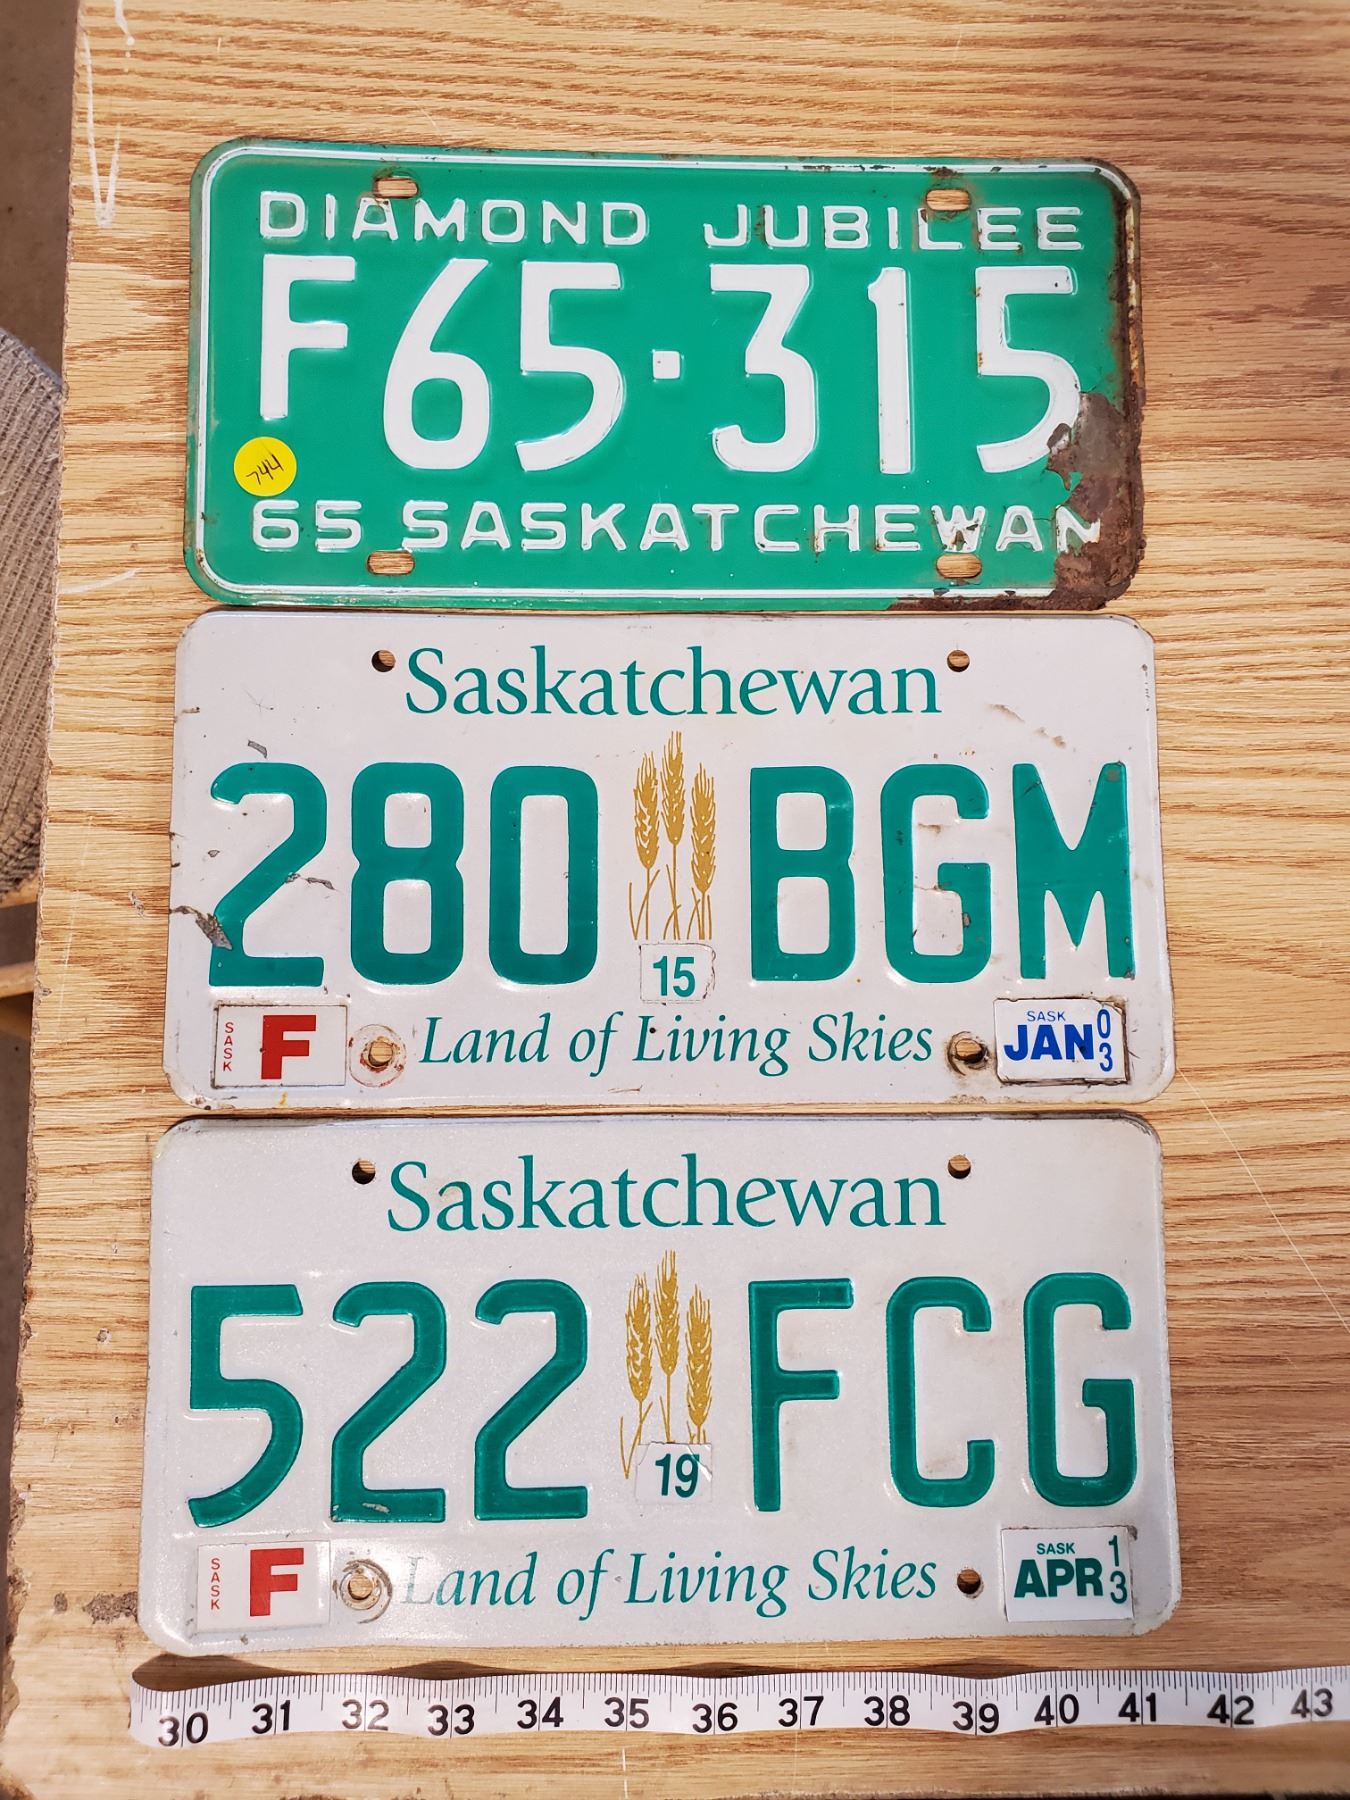 DIAMOND JUBILEE
F65·315
744
65 SASKATCHEWAN
Saskatchewan
280 BGM
15
SASK F
Land of Living Skies
SASK JAN 03
Saskatchewan
522 FCG
19
SASK F
Land of Living Skies
SASK APR 13
30 31 32 33 34 35 36 37 38 39 40 41 42 43